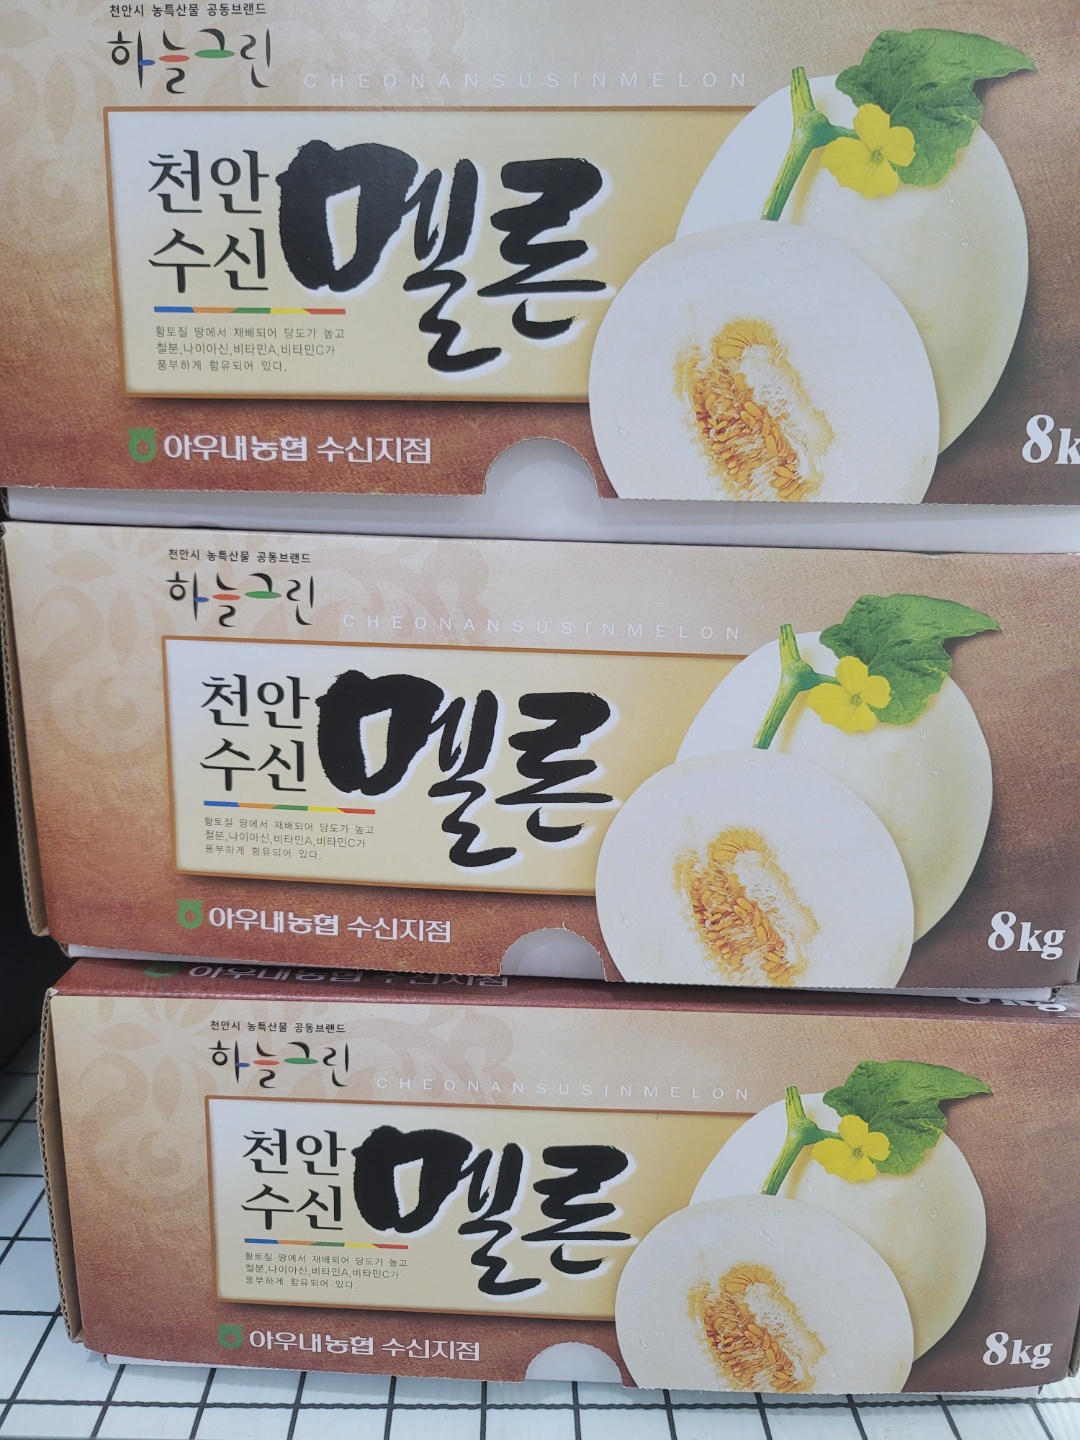 천안시 농특산물 공동브랜드
하늘그린
CHEONANSUSINMELON
천안
수신
멜론
황토질 땅에서 재배되어 당도가 높고
철분,나이아신,비타민A,비타민C가
풍부하게 함유되어 있다.
아우내농협 수신지점
8k
천안시 농특산물 공동브랜드
하늘그린
CHEONANSUSINMELON
천안
수신
멜론
황토질 땅에서 재배되어 당도가 높고
철분,나이아신,비타민A,비타민C가
풍부하게 함유되어 있다.
아우내농협 수신지점
8kg
아우내농협 수신지점
8kg
천안시 농특산물 공동브랜드
하늘그린
CHEONANSUSINMELON
천안
수신
멜론
황토질 땅에서 재배되어 당도가 높고
철분,나이아신,비타민A,비타민C가
풍부하게 함유되어 있다.
아우내농협 수신지점
8kg